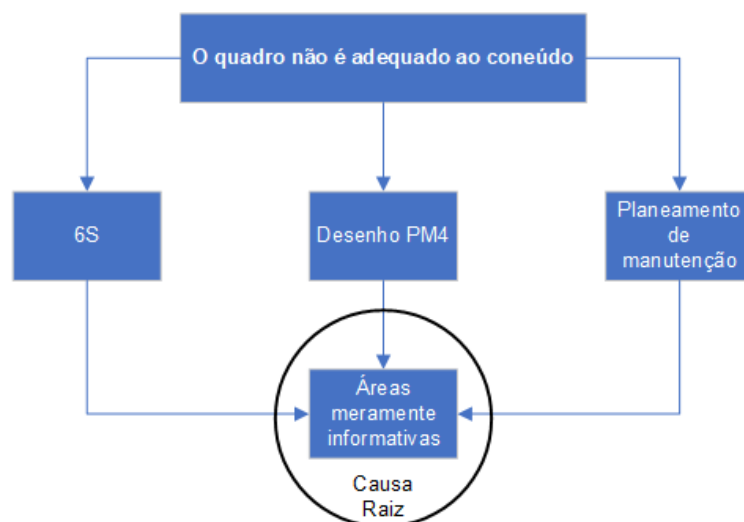 O quadro não é adequado ao coneúdo
6S
Desenho PM4
Planeamento
de
manutenção
Áreas
meramente
informativas
Causa
Raiz